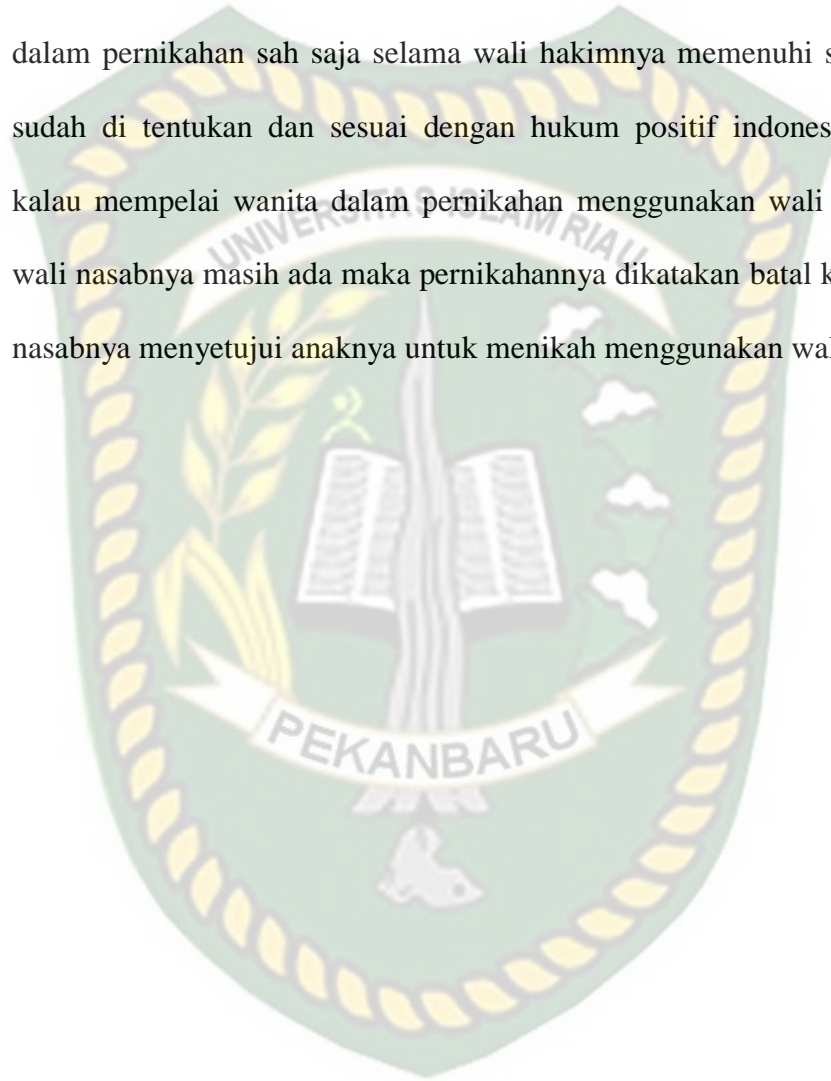 dalam pernikahan sah saja selama wali hakimnya memenuhi
sudah di tentukan dan sesuai dengan hukum positif
kalau mempelai wanita dalam pernikahan menggunakan wali
wali nasabnya masih ada maka pernikahannya dikatakan batal
nasabnya menyetujui anaknya untuk menikah menggunakan
UNIVERSITAS ISLAM RIAU
PEKANBARU